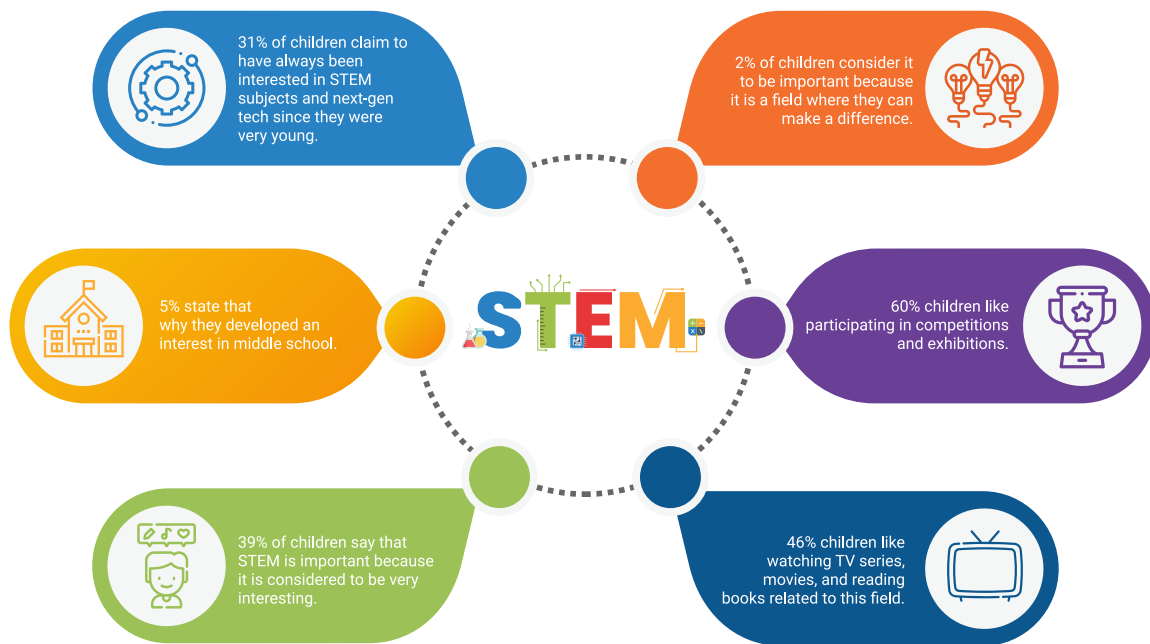 31% of children claim to
have always been
interested in STEM
subjects and next-gen
tech since they were
very young.
2% of children consider it
to be important because
it is a field where they can
make a difference.
5% state that
why they developed an
interest in middle school.
STEM
60% children like
participating in competitions
and exhibitions.
39% of children say that
STEM is important because
it is considered to be very
interesting.
46% children like
watching TV series,
movies, and reading
books related to this field.